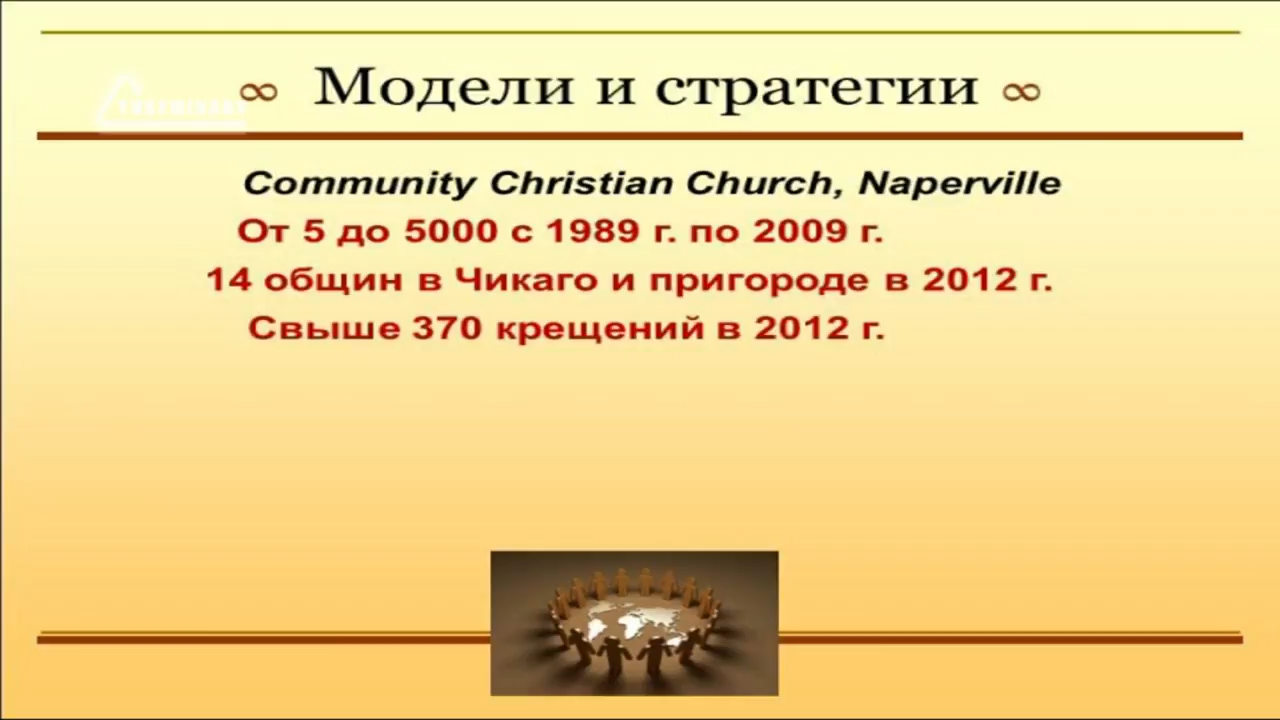 ∞ Модели и стратегии ∞
Community Christian Church, Naperville
От 5 до 5000 с 1989 г. по 2009 г.
14 общин в Чикаго и пригороде в 2012 г.
Свыше 370 крещений в 2012 г.